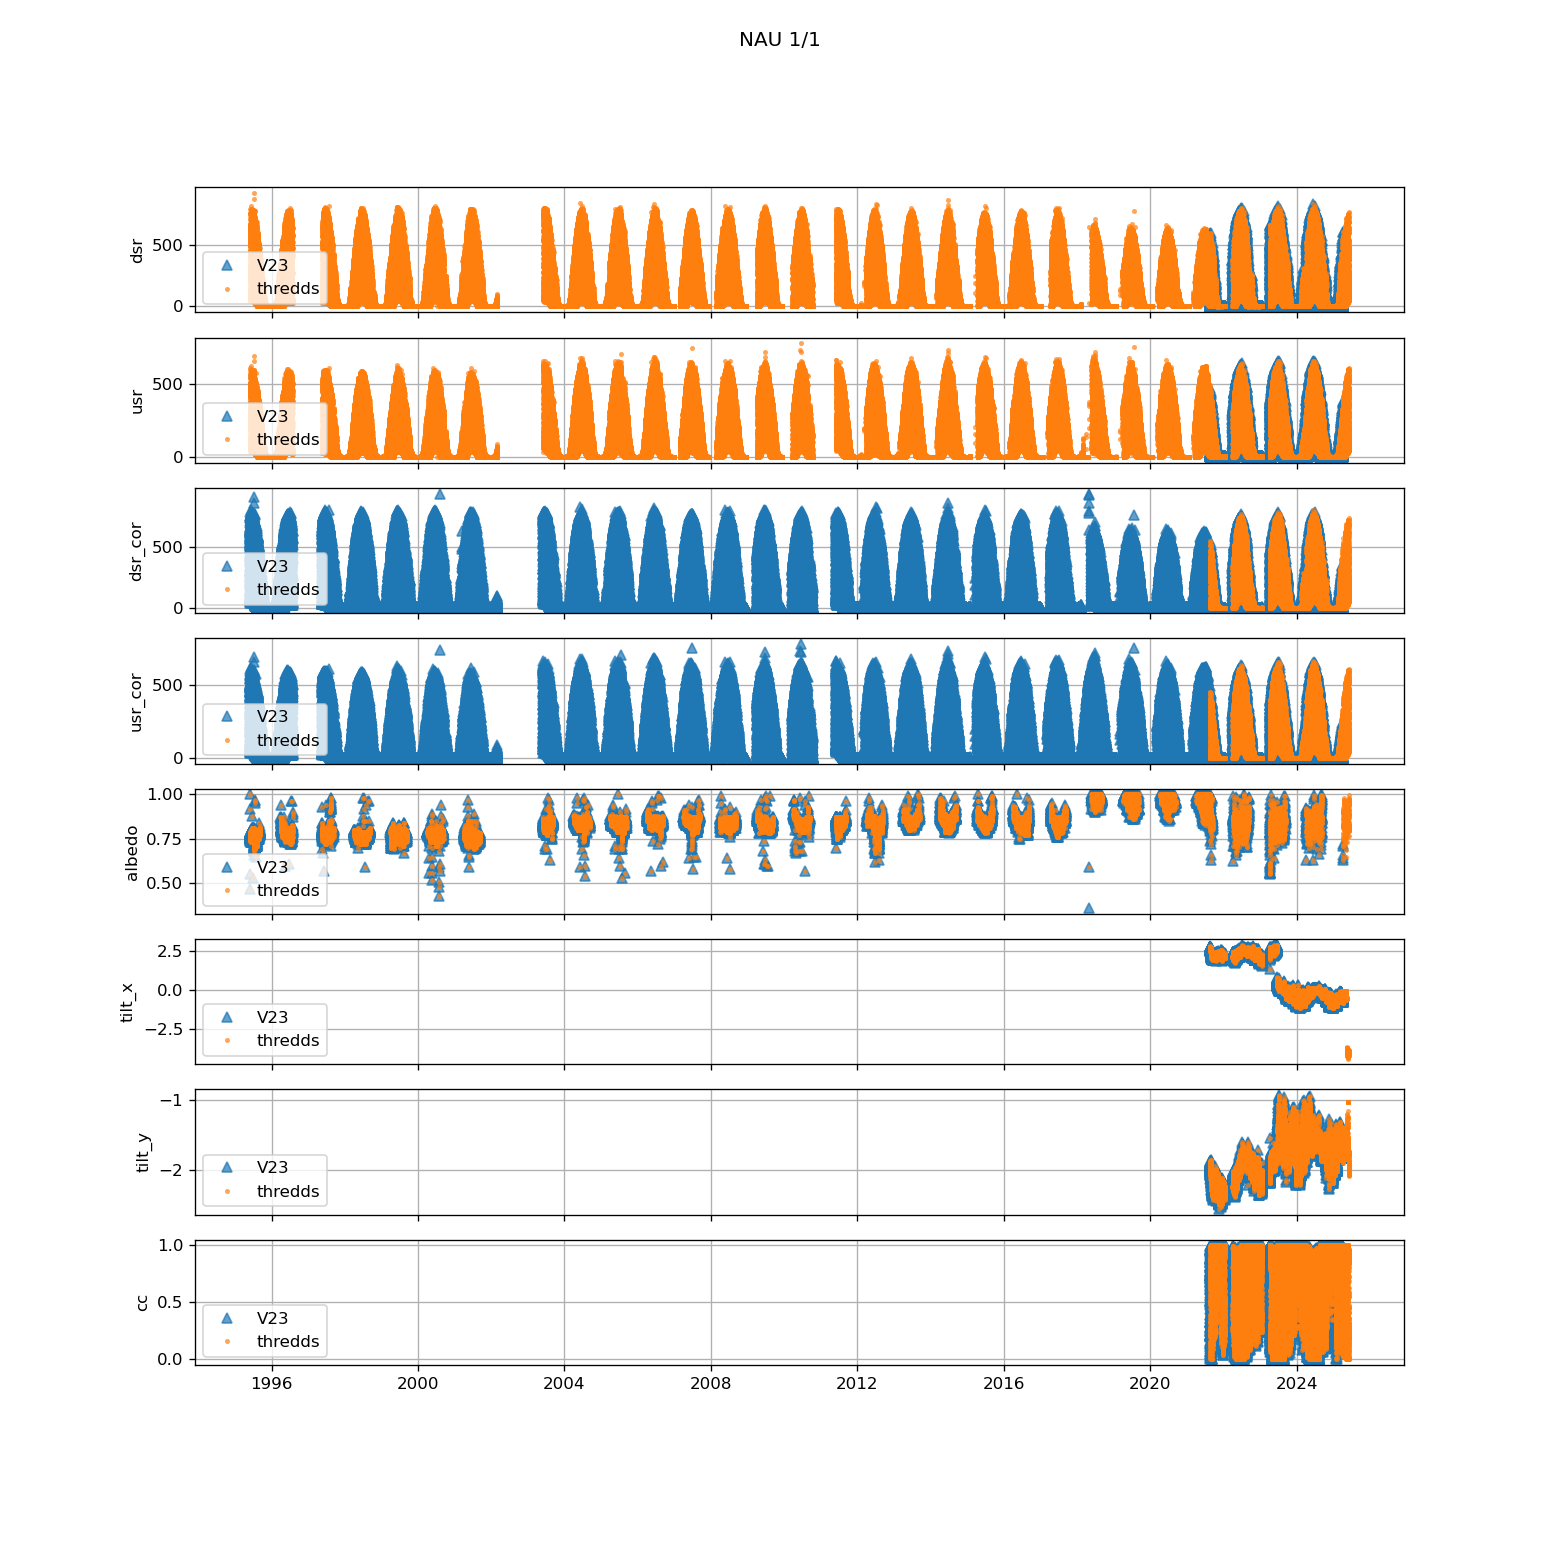 NAU 1/1
dsr
500
0
V23
thredds
usr
500
0
V23
thredds
dsr_cor
500
0
V23
thredds
usr_cor
500
0
V23
thredds
albedo
1.00
0.75
0.50
V23
thredds
tilt_x
2.5
0.0
−2.5
V23
thredds
tilt_y
−1
−2
V23
thredds
cc
1.0
0.5
0.0
V23
thredds
1996 2000 2004 2008 2012 2016 2020 2024